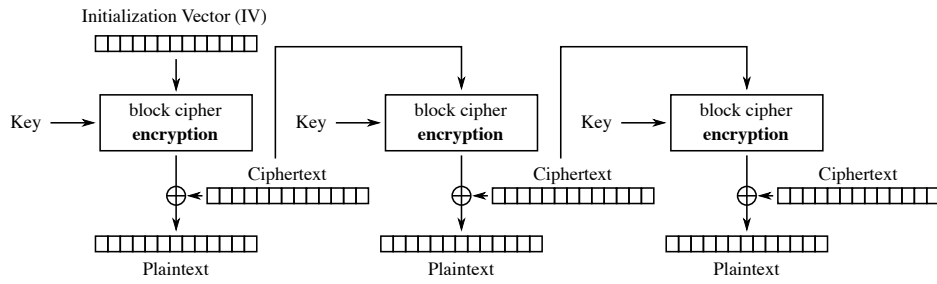 Initialization Vector (IV)
Key
block cipher
encryption
Key
block cipher
encryption
Key
block cipher
encryption
Ciphertext
Ciphertext
Ciphertext
Plaintext
Plaintext
Plaintext